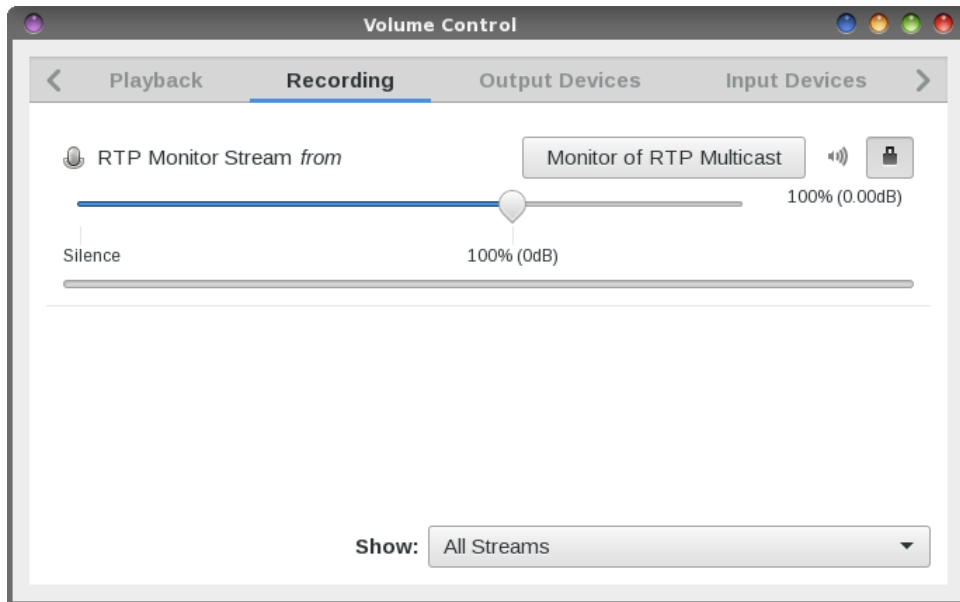 Volume Control
Playback Recording Output Devices Input Devices
RTP Monitor Stream from Monitor of RTP Multicast
100% (0.00dB)
Silence 100% (0dB)
Show: All Streams